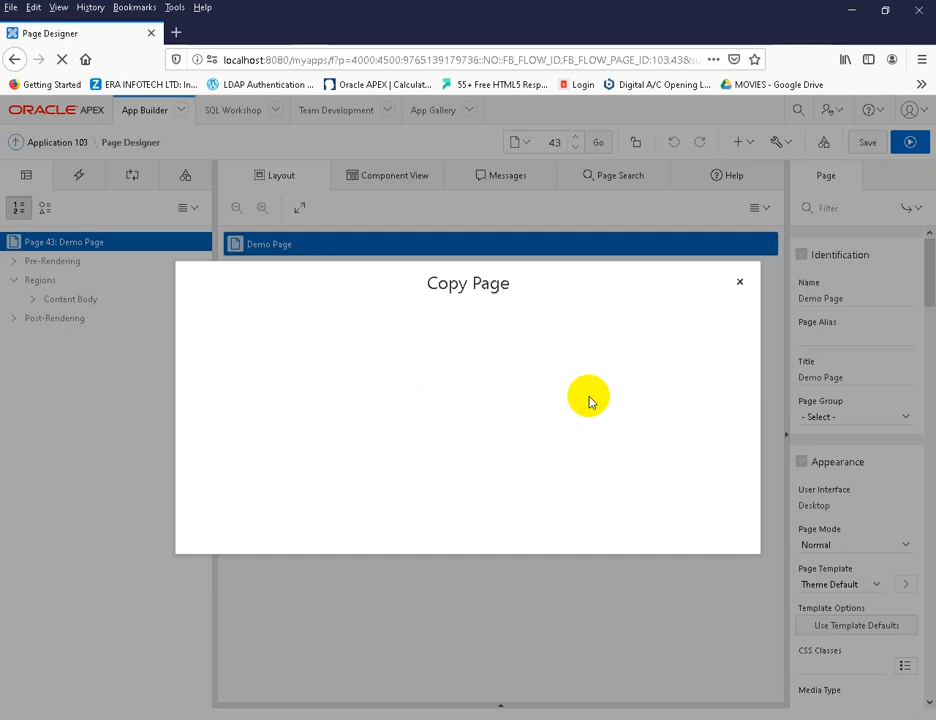 File Edit View History Bookmarks Tools Help
Page Designer
localhost:8080/myapps/f?p=4000:4500:9765139179736::NO::FB_FLOW_ID,FB_FLOW_PAGE_ID:103,43&su
Getting Started ERA INFOTECH LTD: In... LDAP Authentication ... Oracle APEX | Calculat... 55+ Free HTML5 Resp... Login Digital A/C Opening L... MOVIES - Google Drive
ORACLE APEX App Builder SQL Workshop Team Development App Gallery
Application 103 Page Designer 43 Go Save
Layout Component View Messages Page Search Help Page
Filter
Page 43: Demo Page
Demo Page
Pre-Rendering
Regions
Content Body
Post-Rendering
Copy Page
Identification
Name
Demo Page
Page Alias
Title
Demo Page
Page Group
- Select -
Appearance
User Interface
Desktop
Page Mode
Normal
Page Template
Theme Default
Template Options
Use Template Defaults
CSS Classes
Media Type